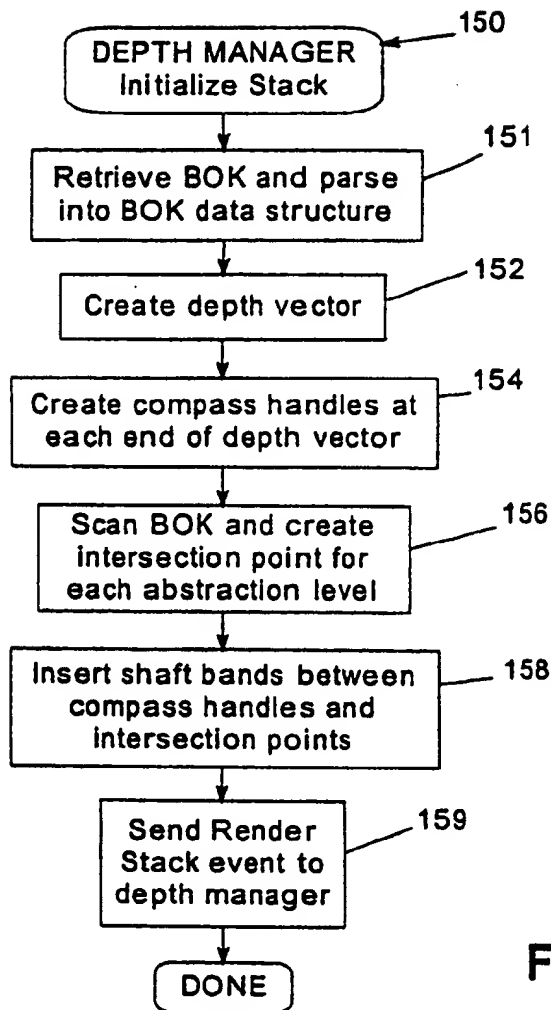 150
DEPTH MANAGER
Initialize Stack
151
Retrieve BOK and parse
into BOK data structure
152
Create depth vector
154
Create compass handles at
each end of depth vector
156
Scan BOK and create
intersection point for
each abstraction level
158
Insert shaft bands between
compass handles and
intersection points
159
Send Render
Stack event to
depth manager
DONE
F